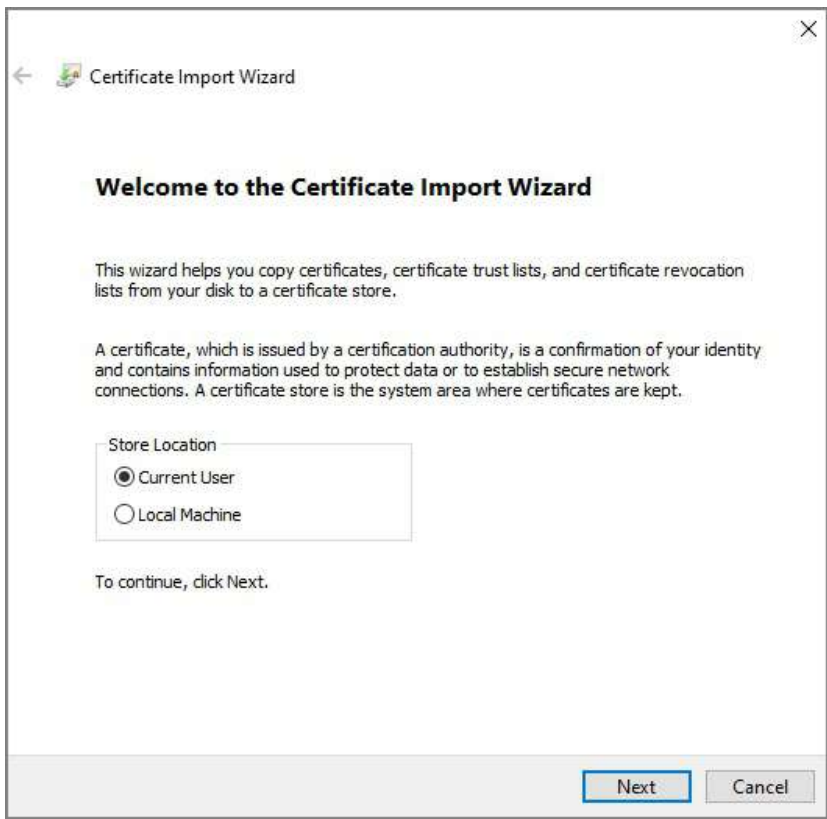 Certificate Import Wizard
Welcome to the Certificate Import Wizard
This wizard helps you copy certificates, certificate trust lists, and certificate revocation
lists from your disk to a certificate store.
A certificate, which is issued by a certification authority, is a confirmation of your identity
and contains information used to protect data or to establish secure network
connections. A certificate store is the system area where certificates are kept.
Store Location
Current User
Local Machine
To continue, click Next.
Next Cancel